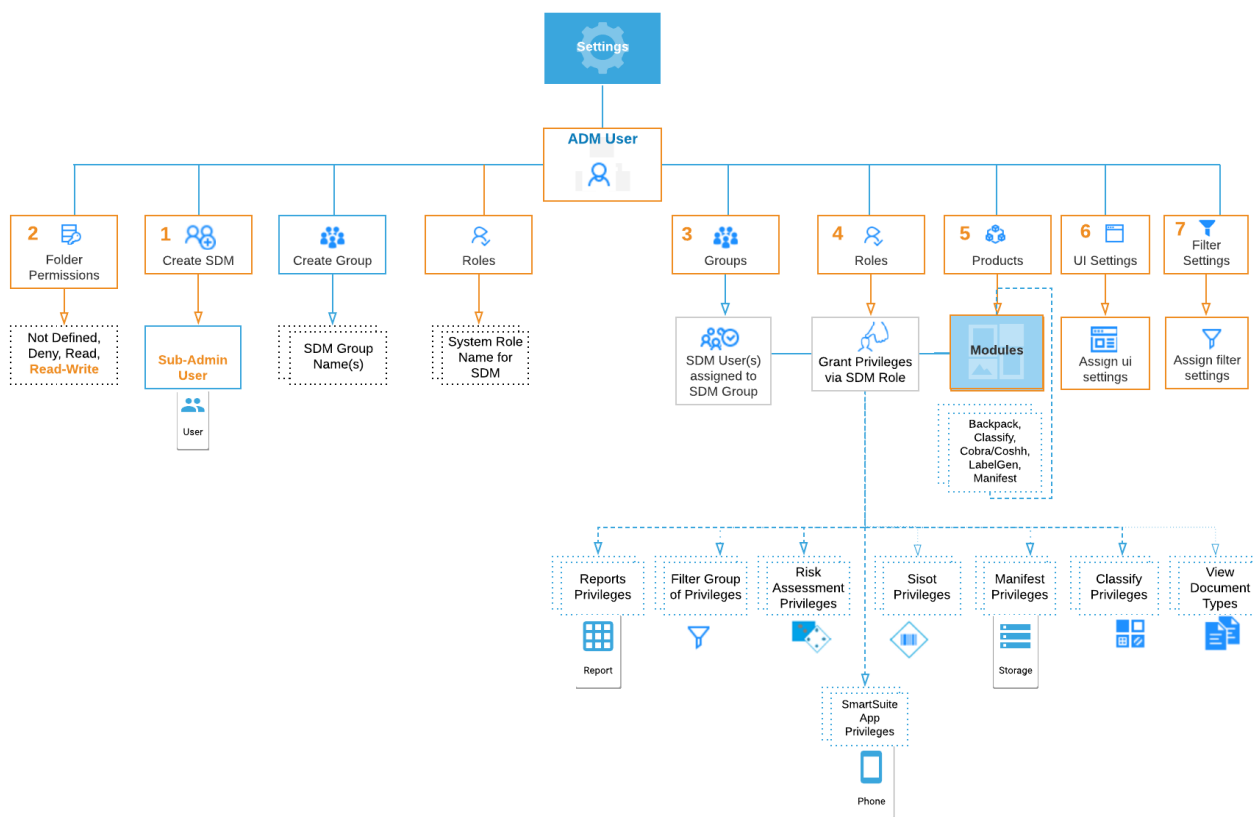 Settings
ADM User
2
Folder
Permissions
1
Create SDM
Create Group
Roles
3
Groups
4
Roles
5
Products
6
UI Settings
7
Filter
Settings
Not Defined,
Deny, Read,
Read-Write
Sub-Admin
User
User
SDM Group
Name(s)
System Role
Name for
SDM
SDM User(s)
assigned to
SDM Group
Grant Privileges
via SDM Role
Modules
Assign ui
settings
Assign filter
settings
Backpack,
Classify,
Cobra/Coshh,
LabelGen,
Manifest
Reports
Privileges
Report
Filter Group
of Privileges
Risk
Assessment
Privileges
Sisot
Privileges
Manifest
Privileges
Storage
Classify
Privileges
View
Document
Types
SmartSuite
App
Privileges
Phone